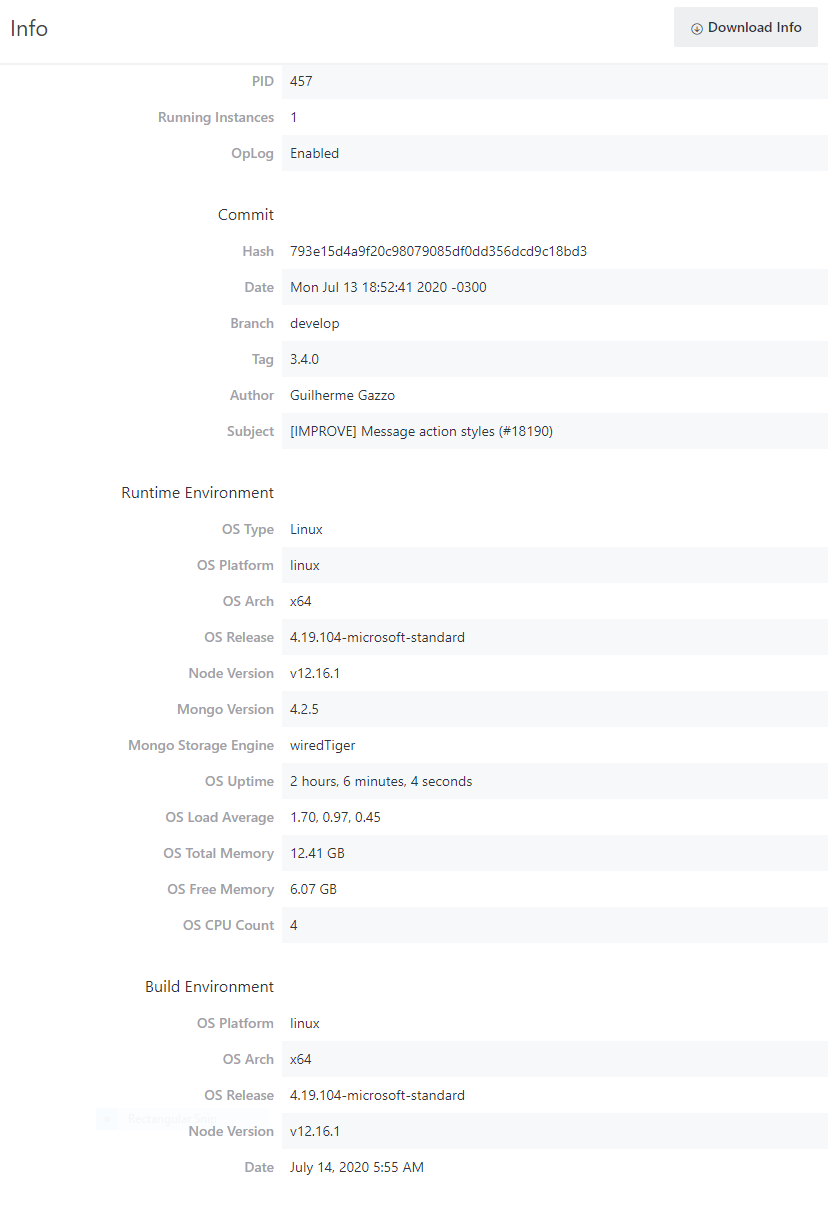 Info
Download Info
PID 457
Running Instances 1
OpLog Enabled
Commit
Hash 793e15d4a9f20c98079085df0dd356dcd9c18bd3
Date Mon Jul 13 18:52:41 2020 -0300
Branch develop
Tag 3.4.0
Author Guilherme Gazzo
Subject [IMPROVE] Message action styles (#18190)
Runtime Environment
OS Type Linux
OS Platform linux
OS Arch x64
OS Release 4.19.104-microsoft-standard
Node Version v12.16.1
Mongo Version 4.2.5
Mongo Storage Engine wiredTiger
OS Uptime 2 hours, 6 minutes, 4 seconds
OS Load Average 1.70, 0.97, 0.45
OS Total Memory 12.41 GB
OS Free Memory 6.07 GB
OS CPU Count 4
Build Environment
OS Platform linux
OS Arch x64
OS Release 4.19.104-microsoft-standard
Rectangular
Node Version v12.16.1
Date July 14, 2020 5:55 AM